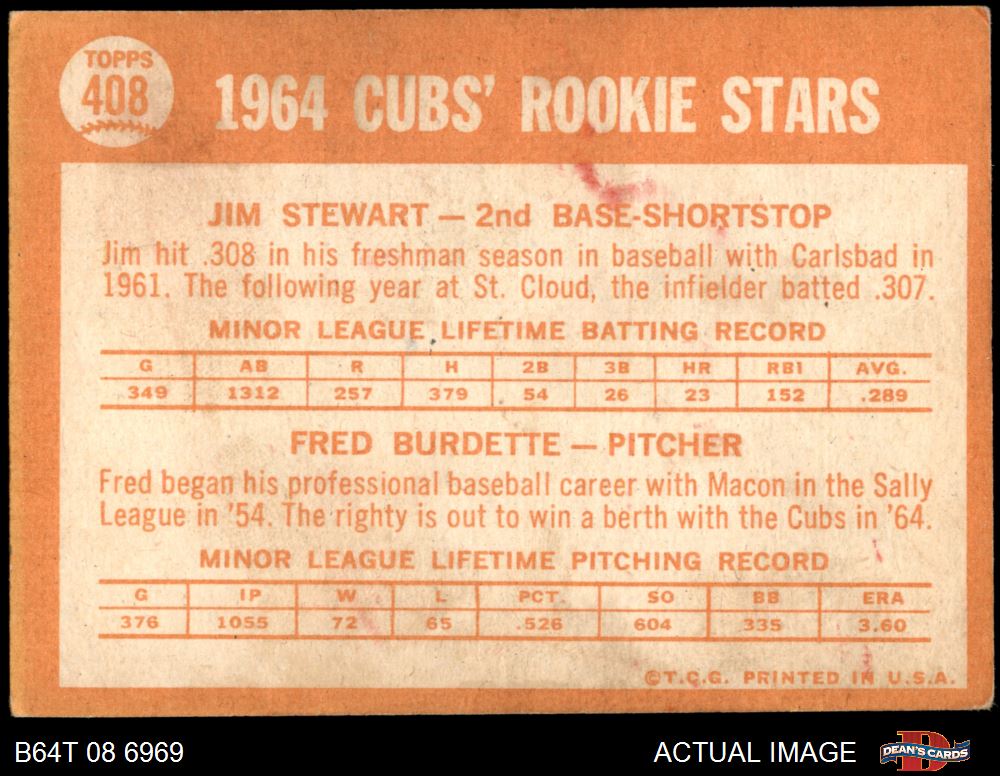 TOPPS
408
1964 CUBS' ROOKIE STARS
JIM STEWART — 2nd BASE-SHORTSTOP
Jim hit .308 in his freshman season in baseball with Carlsbad in
1961. The following year at St. Cloud, the infielder batted .307.
MINOR LEAGUE LIFETIME BATTING RECORD
G AB R H 2B 3B HR RBI AVG.
349 1312 257 379 54 26 23 152 .289
FRED BURDETTE — PITCHER
Fred began his professional baseball career with Macon in the Sally
League in '54. The righty is out to win a berth with the Cubs in '64.
MINOR LEAGUE LIFETIME PITCHING RECORD
G IP W L PCT. SO BB ERA
376 1055 72 65 .526 604 335 3.60
©T.C.G. PRINTED IN U.S.A.
B64T 08 6969
ACTUAL IMAGE
D
DEAN'S CARDS